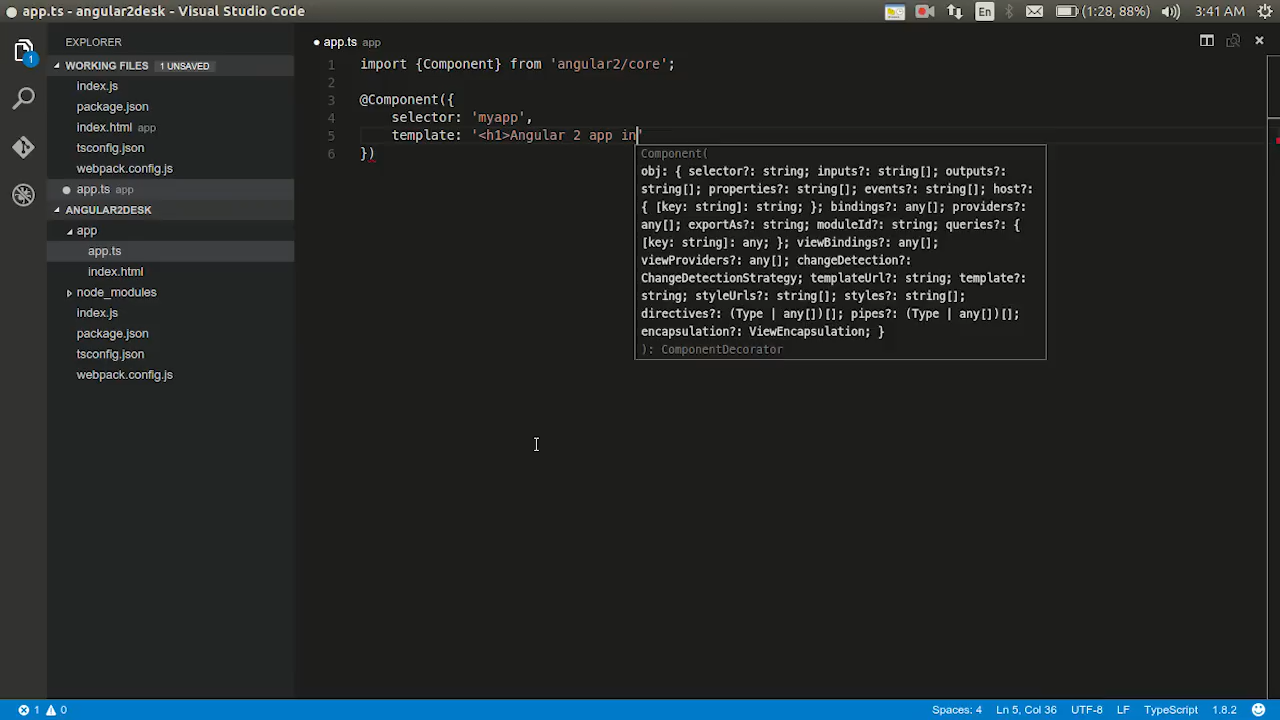 app.ts - angular2desk - Visual Studio Code
En
(1:28, 88%)
3:41 AM
EXPLORER
WORKING FILES 1 UNSAVED
index.js
package.json
index.html app
tsconfig.json
webpack.config.js
app.ts app
ANGULAR2DESK
app
app.ts
index.html
node_modules
index.js
package.json
tsconfig.json
webpack.config.js
1
app.ts app
1 import {Component} from 'angular2/core';
2
3 @Component({
4 selector: 'myapp',
5 template: '<h1>Angular 2 app in'
6 })
Component(
obj: { selector?: string; inputs?: string[]; outputs?:
string[]; properties?: string[]; events?: string[]; host?:
{ [key: string]: string; }; bindings?: any[]; providers?:
any[]; exportAs?: string; moduleId?: string; queries?: {
[key: string]: any; }; viewBindings?: any[];
viewProviders?: any[]; changeDetection?:
ChangeDetectionStrategy; templateUrl?: string; template?:
string; styleUrls?: string[]; styles?: string[];
directives?: (Type | any[])[]; pipes?: (Type | any[])[];
encapsulation?: ViewEncapsulation; }
): ComponentDecorator
1 0
Spaces: 4 Ln 5, Col 36 UTF-8 LF TypeScript 1.8.2